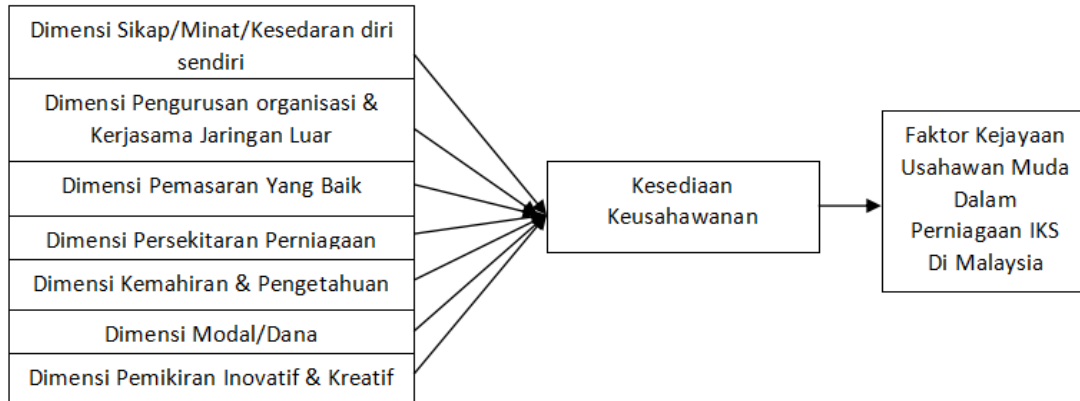 Dimensi Sikap/Minat/Kesedaran diri
sendiri
Dimensi Pengurusan organisasi &
Kerjasama Jaringan Luar
Dimensi Pemasaran Yang Baik
Dimensi Persekitaran Perniagaan
Dimensi Kemahiran & Pengetahuan
Dimensi Modal/Dana
Dimensi Pemikiran Inovatif & Kreatif
Kesediaan
Keusahawanan
Faktor Kejayaan
Usahawan Muda
Dalam
Perniagaan IKS
Di Malaysia